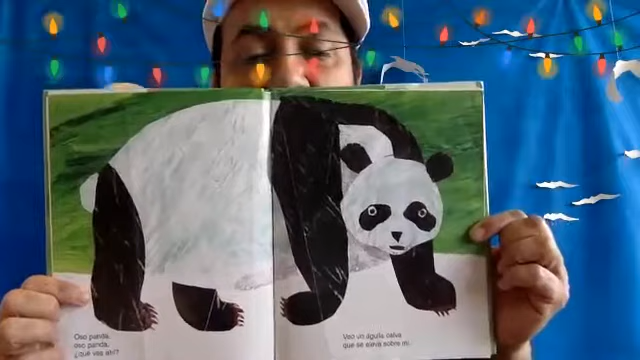 Oso panda,
oso panda,
¿qué ves ahí?
Veo un águila calva
que se eleva sobre mí.